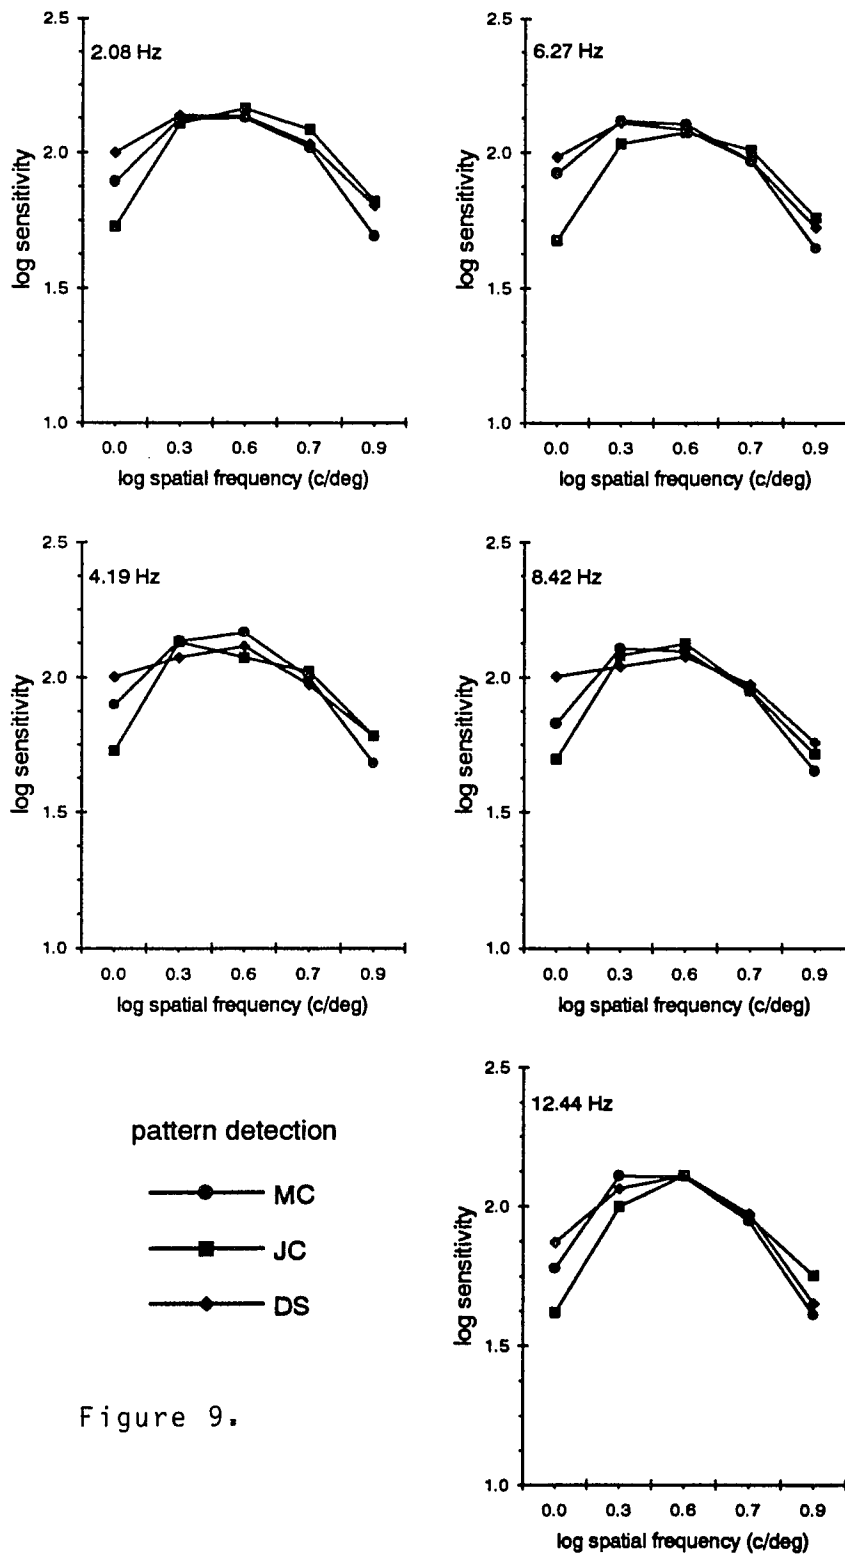 2.08 Hz
2.5
2.0
1.5
1.0
log sensitivity
0.0 0.3 0.6 0.7 0.9
log spatial frequency (c/deg)
6.27 Hz
2.5
2.0
1.5
1.0
log sensitivity
0.0 0.3 0.6 0.7 0.9
log spatial frequency (c/deg)
4.19 Hz
2.5
2.0
1.5
1.0
log sensitivity
0.0 0.3 0.6 0.7 0.9
log spatial frequency (c/deg)
8.42 Hz
2.5
2.0
1.5
1.0
log sensitivity
0.0 0.3 0.6 0.7 0.9
log spatial frequency (c/deg)
pattern detection
MC
JC
DS
12.44 Hz
2.5
2.0
1.5
1.0
log sensitivity
0.0 0.3 0.6 0.7 0.9
log spatial frequency (c/deg)
Figure 9.